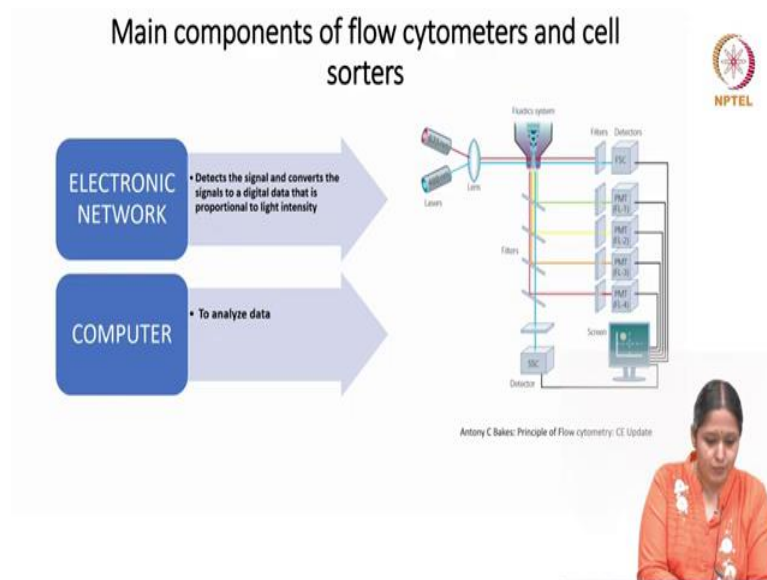 Main components of flow cytometers and cell
sorters
NPTEL
ELECTRONIC
NETWORK
• Detects the signal and converts the
signals to a digital data that is
proportional to light intensity
COMPUTER
• To analyze data
Fluidics system
Filters
Detectors
FSC
Lens
Lasers
PMT
(FL-1)
PMT
(FL-2)
Filters
PMT
(FL-3)
PMT
(FL-4)
Screen
SSC
Detector
Antony C Bakes: Principle of Flow cytometry: CE Update